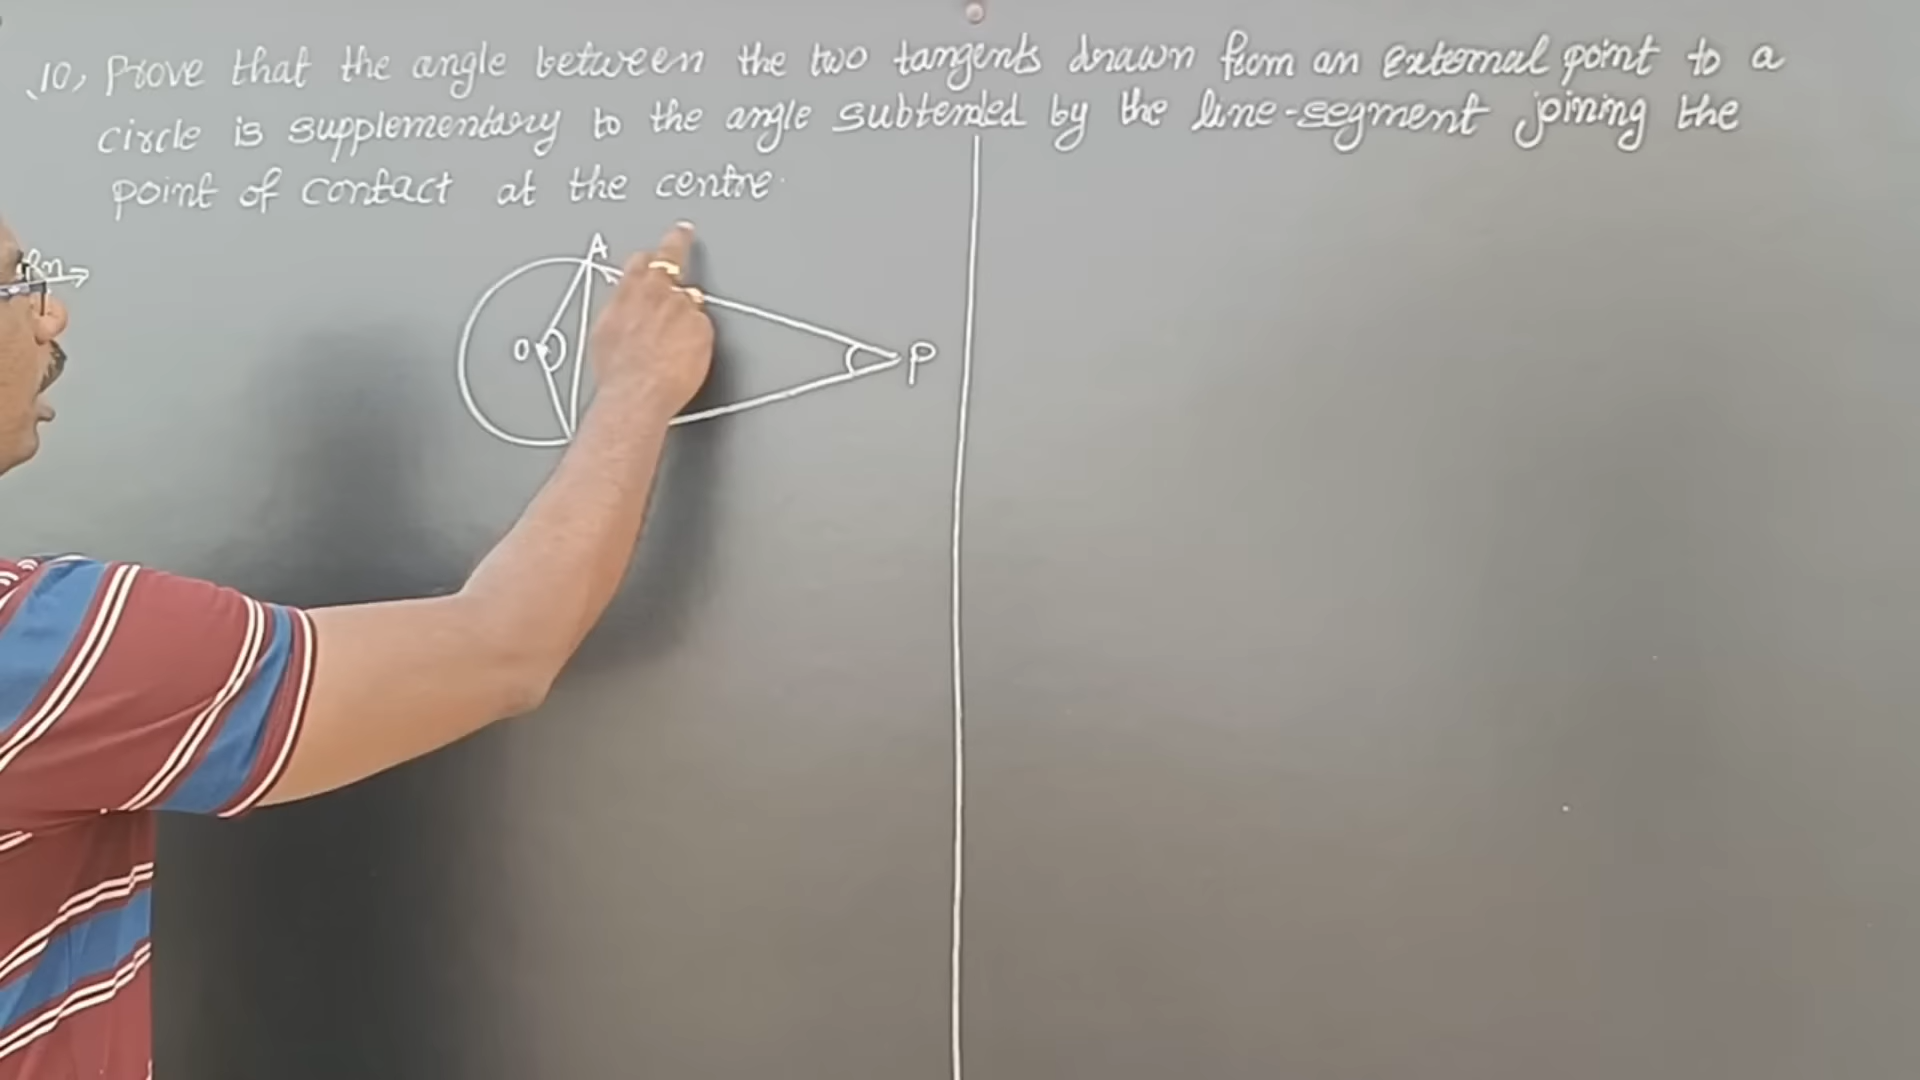 10, Prove that the angle between the two tangents drawn from an external point to a
circle is supplementary to the angle subtended by the line-segment joining the
point of contact at the centre.
A
O
P